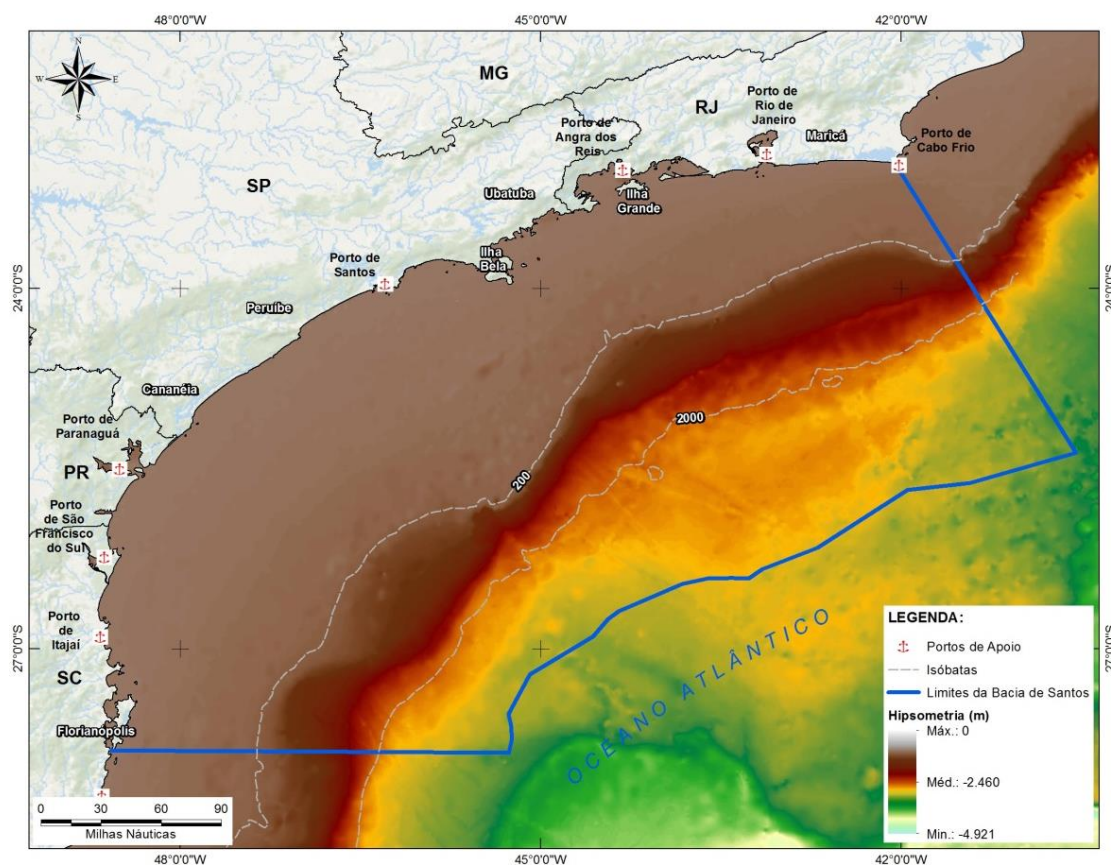 48°0'0"W
45°0'0"W
42°0'0"W
N
W
E
S
MG
RJ
SP
Porto de
Angra dos
Reis
Porto de
Rio de
Janeiro
Maricá
Porto de
Cabo Frio
Ubatuba
Ilha
Grande
Porto de
Santos
Ilha
Bela
24°0'0"S
24°0'0"S
Peruíbe
Cananéia
Porto de
Paranaguá
PR
Porto
de São
Francisco
do Sul
Porto
de
Itajaí
SC
Florianópolis
200
2000
27°0'0"S
27°0'0"S
OCEANO ATLÂNTICO
LEGENDA:
Portos de Apoio
Isóbatas
Limites da Bacia de Santos
Hipsometria (m)
Máx.: 0
Méd.: -2.460
Min.: -4.921
0 30 60 90
Milhas Náuticas
48°0'0"W
45°0'0"W
42°0'0"W